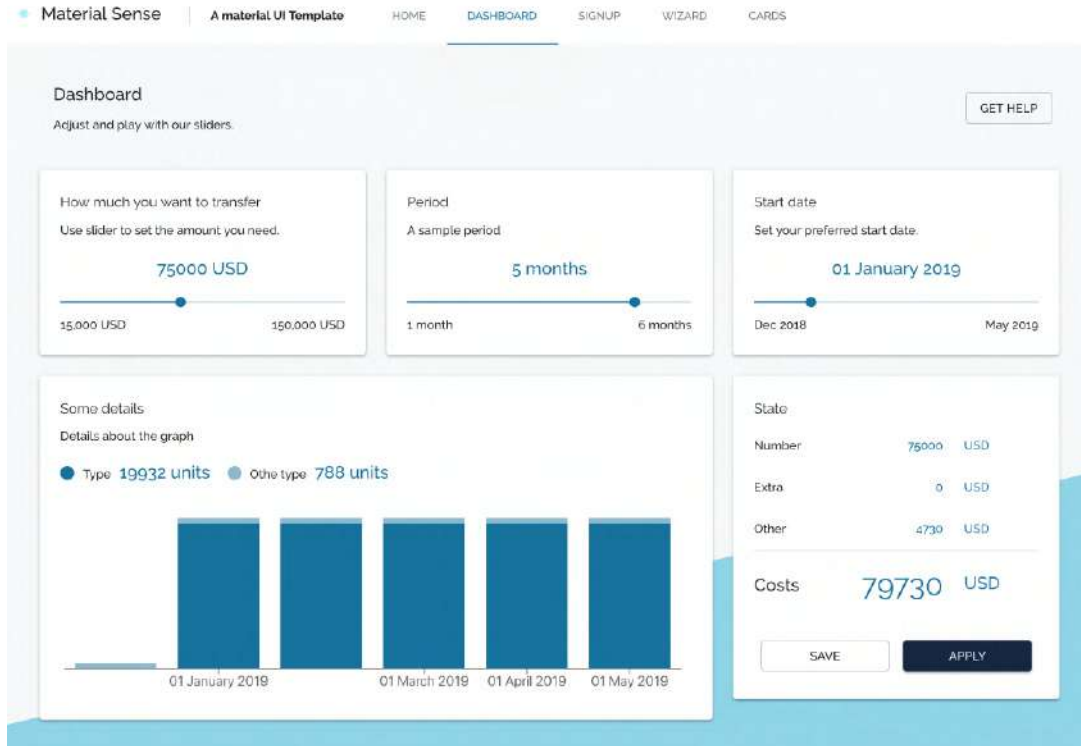 Material Sense
A material UI Template
HOME
DASHBOARD
SIGNUP
WIZARD
CARDS
Dashboard
Adjust and play with our sliders.
GET HELP
How much you want to transfer
Use slider to set the amount you need.
75000 USD
15,000 USD
150,000 USD
Period
A sample period
5 months
1 month
6 months
Start date
Set your preferred start date.
01 January 2019
Dec 2018
May 2019
Some details
Details about the graph
Type 19932 units
Othe type 788 units
01 January 2019
01 March 2019
01 April 2019
01 May 2019
State
Number 75000 USD
Extra 0 USD
Other 4730 USD
Costs 79730 USD
SAVE
APPLY